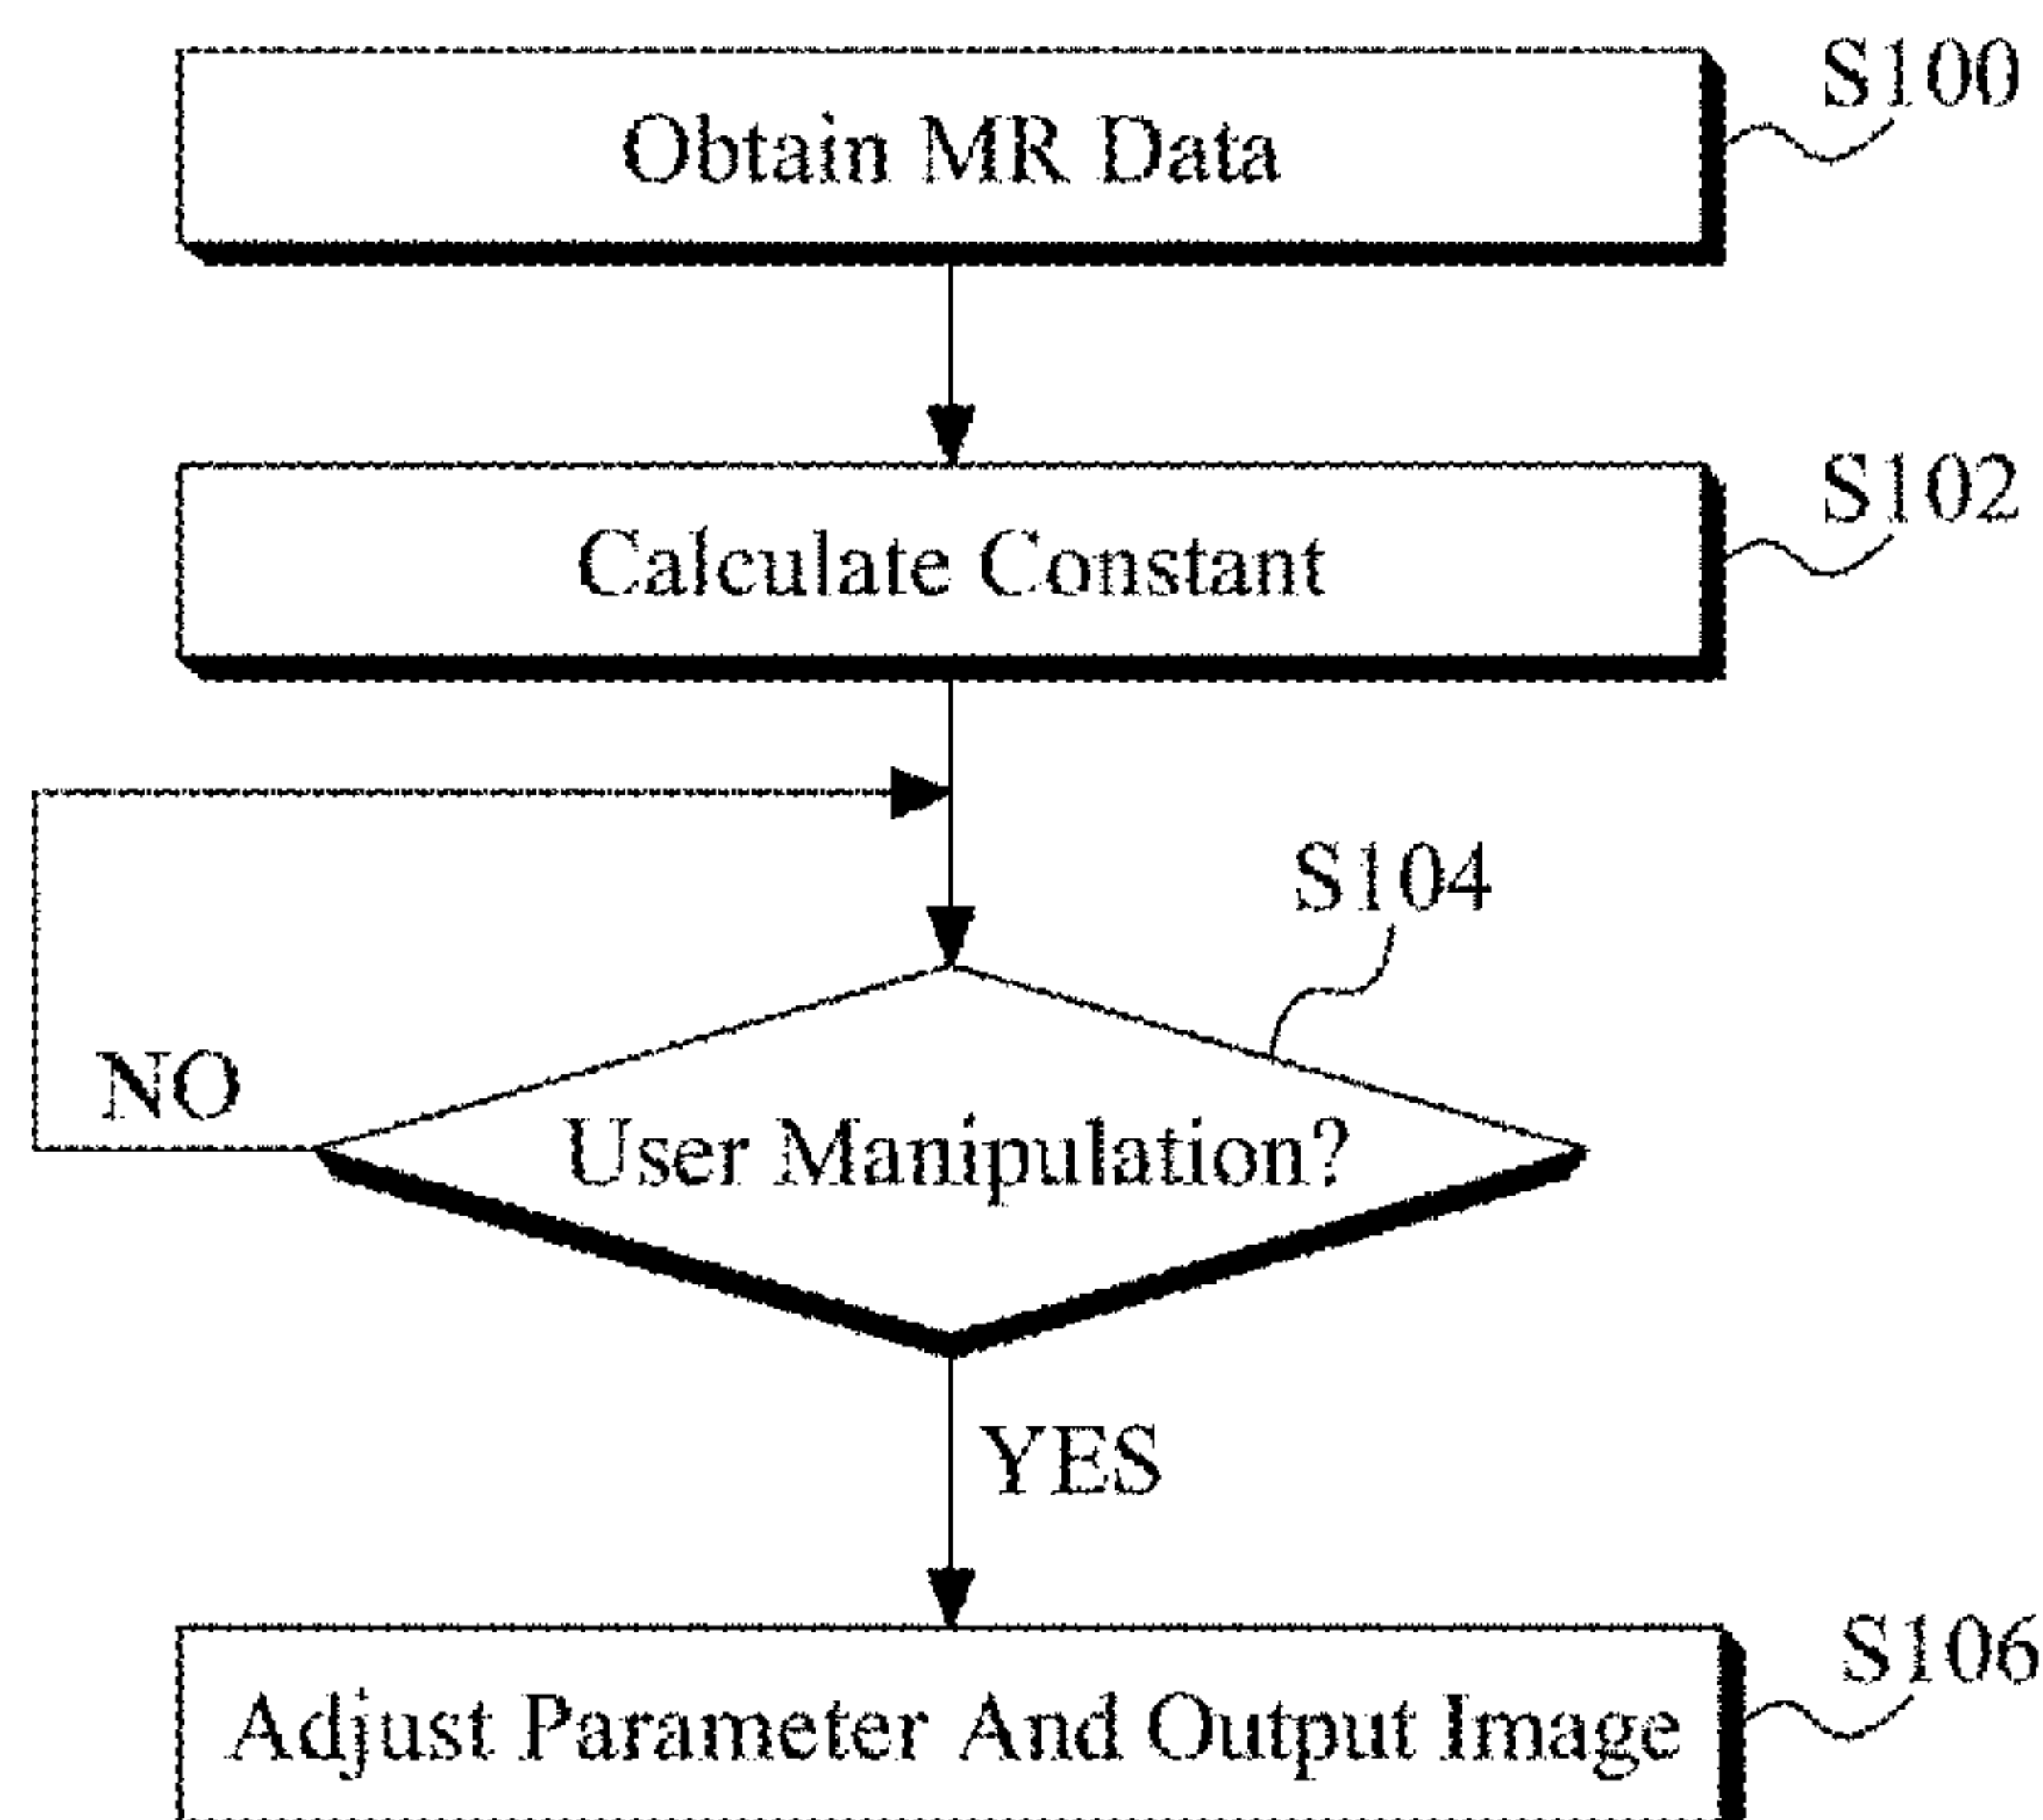 S100
Obtain MR Data
S102
Calculate Constant
S104
NO
User Manipulation?
YES
S106
Adjust Parameter And Output Image